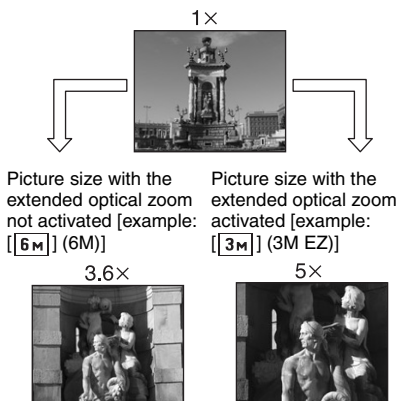 1×
Picture size with the
extended optical zoom
not activated [example:
[6M] (6M)]
3.6×
Picture size with the
extended optical zoom
activated [example:
[3M] (3M EZ)]
5×